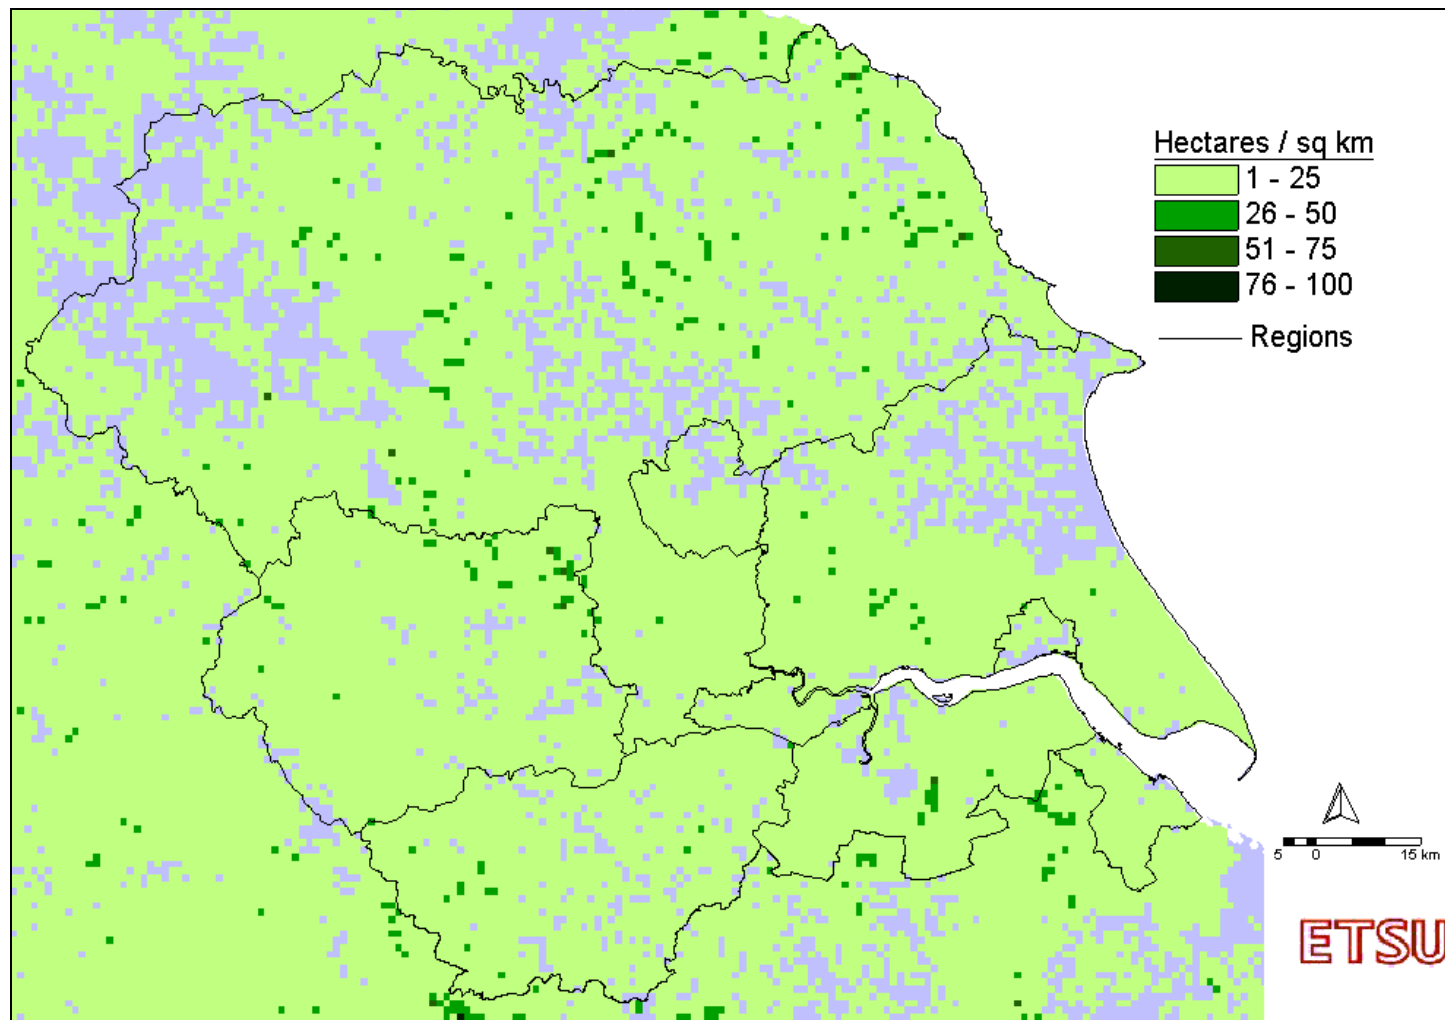 Hectares / sq km
1 - 25
26 - 50
51 - 75
76 - 100
Regions
5 0 15 km
ETSU